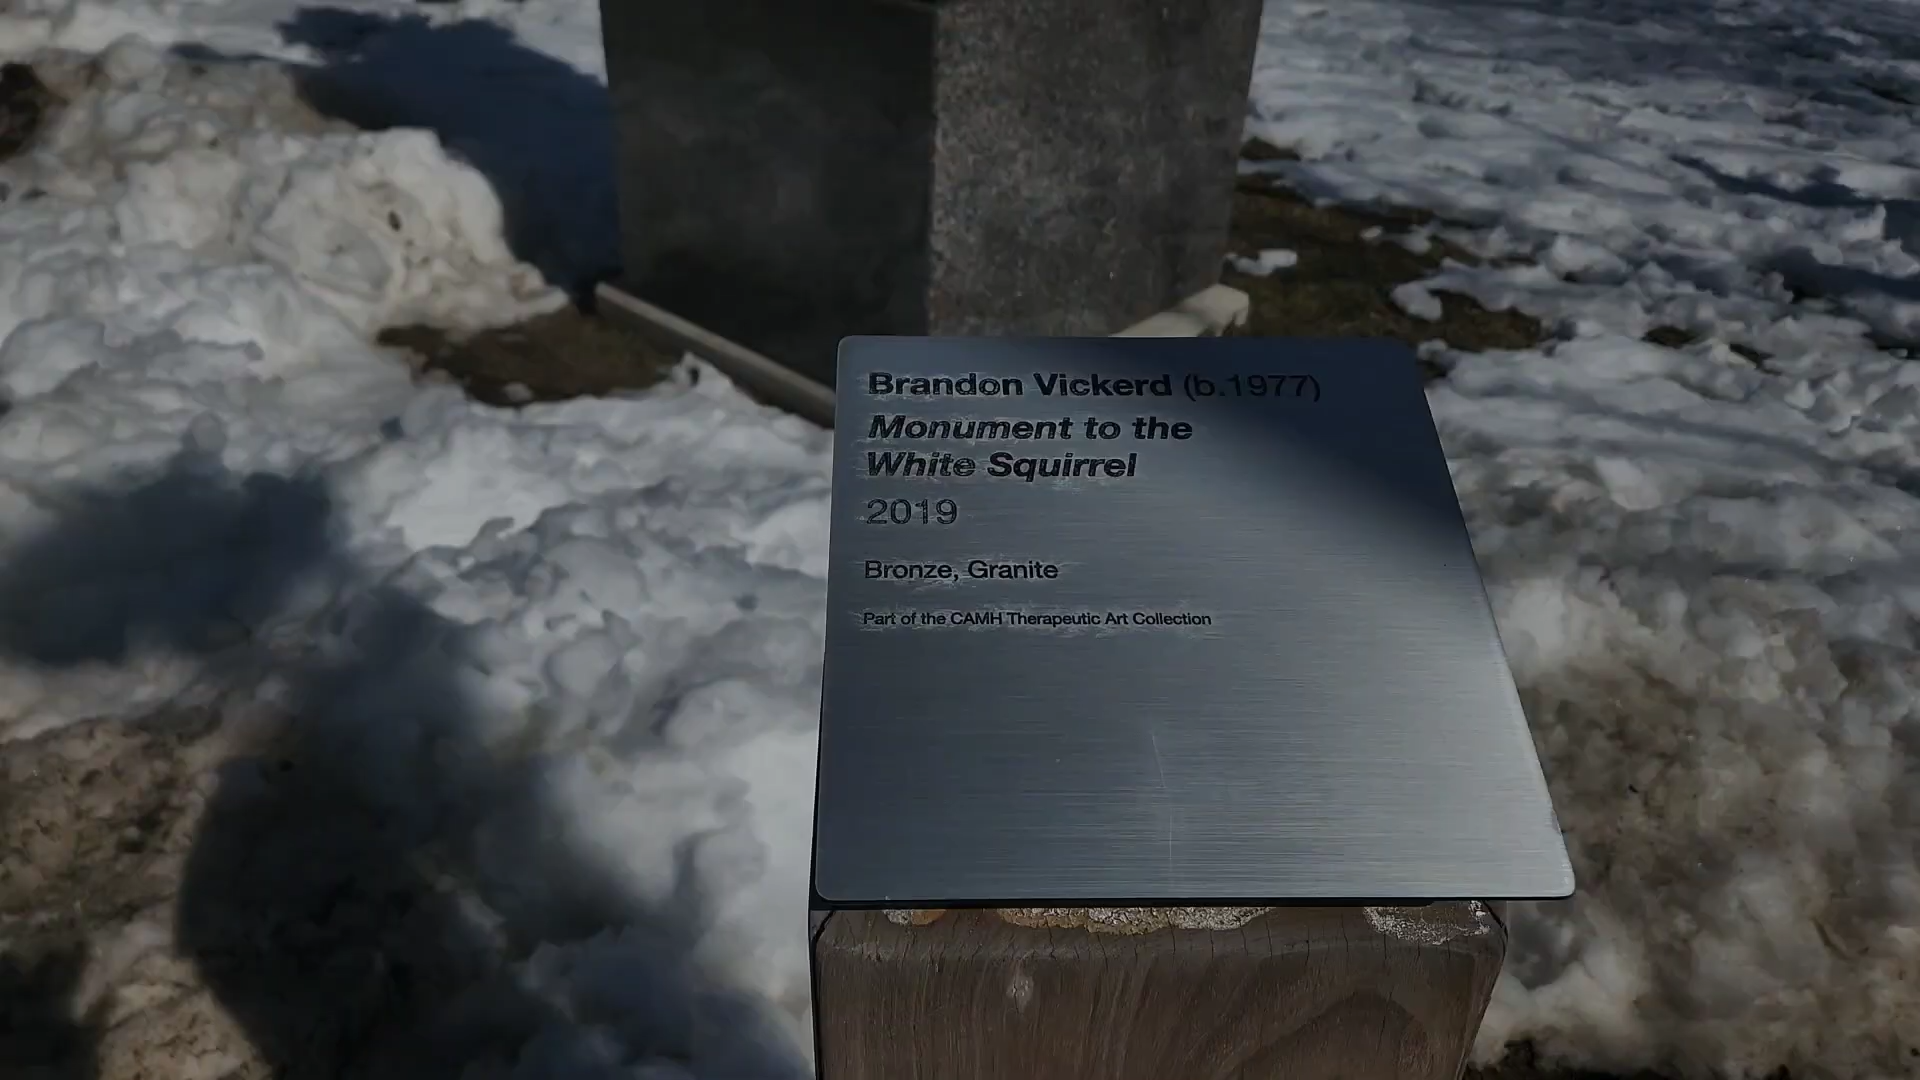 Brandon Vickerd (b.1977)
Monument to the
White Squirrel
2019
Bronze, Granite
Part of the CAMH Therapeutic Art Collection